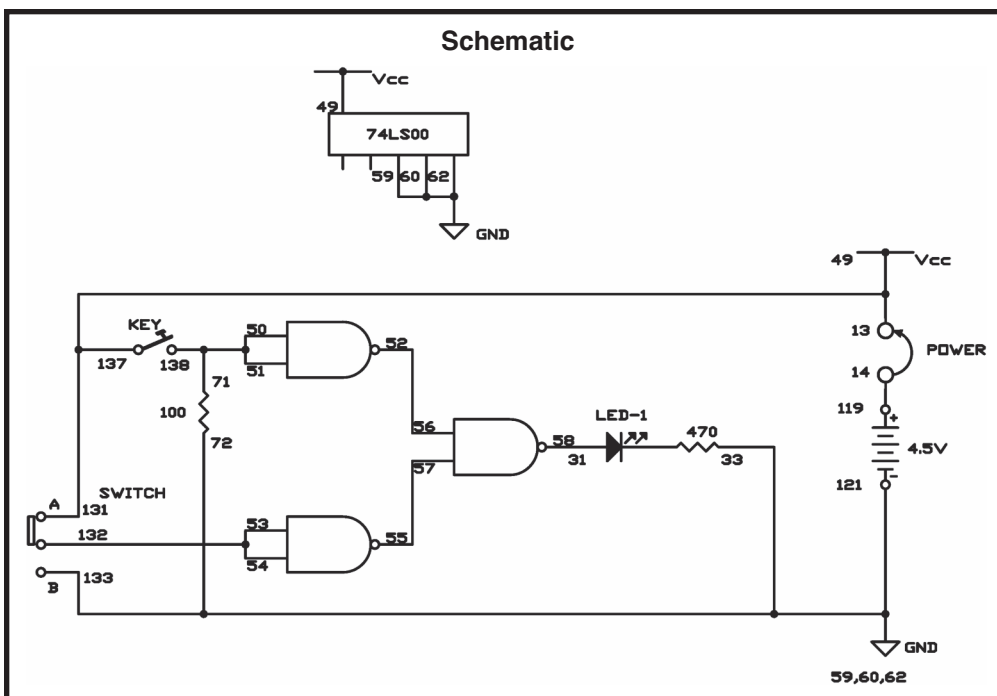 Schematic
Vcc
49
74LS00
59 60 62
GND
49 Vcc
KEY
50
52
13
137 138
51
POWER
71
14
100
LED-1
119
56
470
+
72
58
57
31
33
4.5V
SWITCH
121
-
A
131
53
132
55
54
133
B
GND
59,60,62